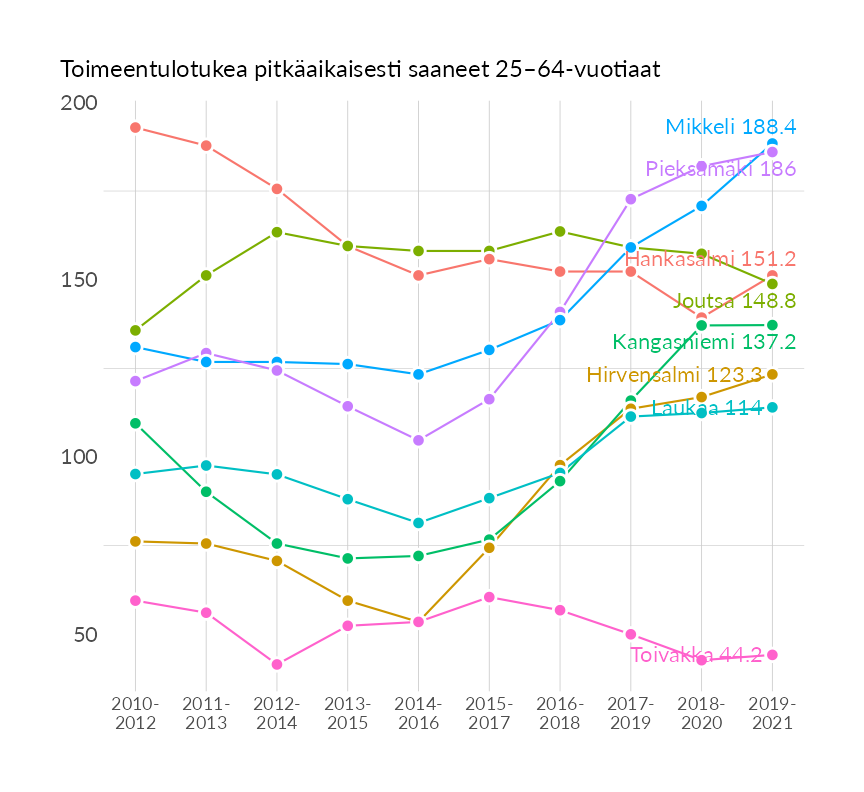 Toimeentulotukea pitkäaikaisesti saaneet 25–64-vuotiaat
200
Mikkeli 188.4
Pieksamäki 186
Hankasalmi 151.2
150
Joutsa 148.8
Kangasniemi 137.2
Hirvensalmi 123.3
Laukaa 114
100
50
Toivakka 44.2
2010- 2011- 2012- 2013- 2014- 2015- 2016- 2017- 2018- 2019-
2012 2013 2014 2015 2016 2017 2018 2019 2020 2021